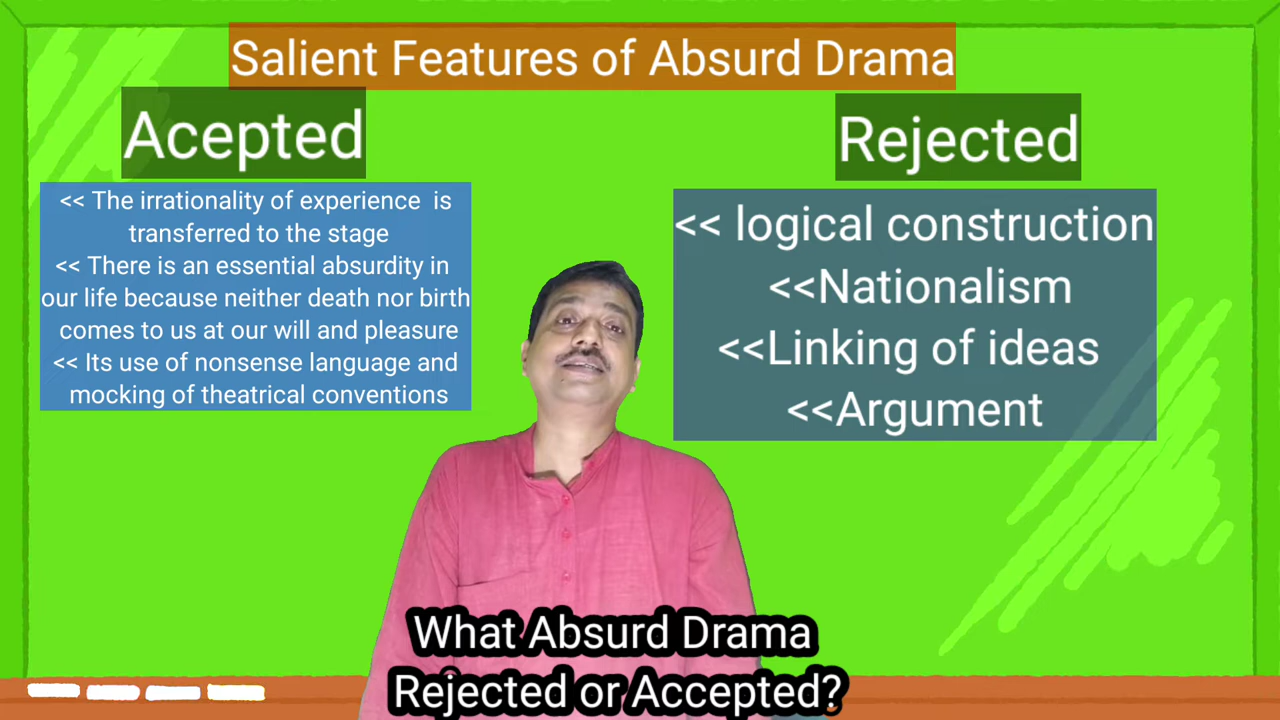 Salient Features of Absurd Drama
Acepted
<< The irrationality of experience is
transferred to the stage
<< There is an essential absurdity in
our life because neither death nor birth
comes to us at our will and pleasure
<< Its use of nonsense language and
mocking of theatrical conventions
Rejected
<< logical construction
<<Nationalism
<<Linking of ideas
<<Argument
What Absurd Drama
Rejected or Accepted?